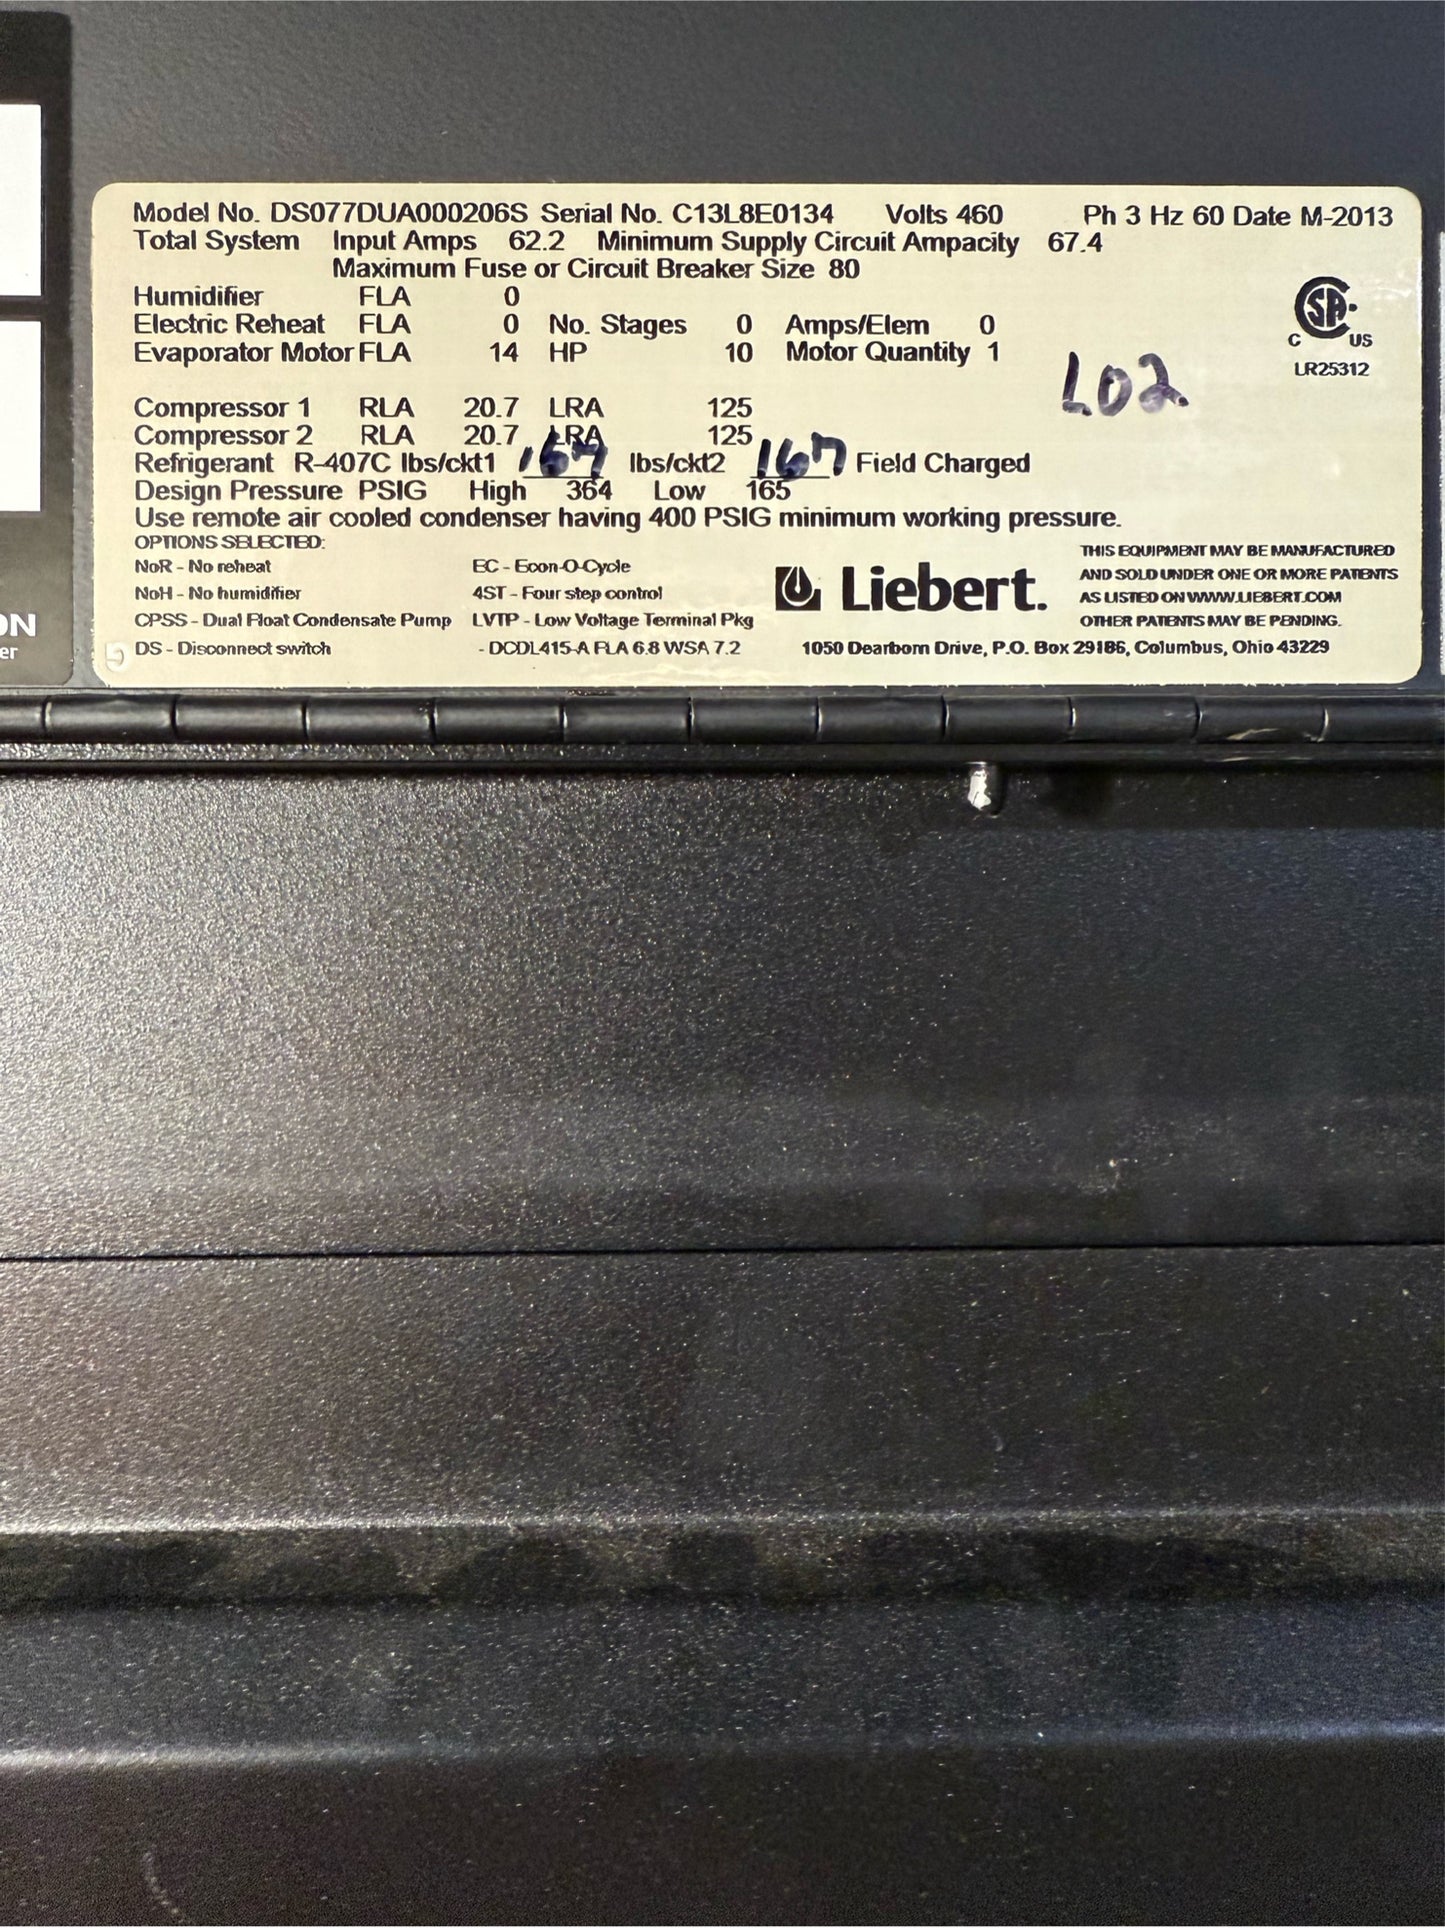 Model No. DS077DUA000206S Serial No. C13L8E0134 Volts 460 Ph 3 Hz 60 Date M-2013
Total System Input Amps 62.2 Minimum Supply Circuit Ampacity 67.4
Maximum Fuse or Circuit Breaker Size 80
Humidifier FLA 0
Electric Reheat FLA 0 No. Stages 0 Amps/Elem 0
Evaporator Motor FLA 14 HP 10 Motor Quantity 1
C US
LR25312
L02
Compressor 1 RLA 20.7 LRA 125
Compressor 2 RLA 20.7 LRA 125
Refrigerant R-407C lbs/ckt1 167 lbs/ckt2 167 Field Charged
Design Pressure PSIG High 364 Low 165
Use remote air cooled condenser having 400 PSIG minimum working pressure.
OPTIONS SELECTED:
NoR - No reheat EC - Econ-O-Cycle
NoH - No humidifier 4ST - Four step control
CPSS - Dual Float Condensate Pump LVTP - Low Voltage Terminal Pkg
DS - Disconnect switch - DCDL415-A FLA 6.8 WSA 7.2
Liebert.
THIS EQUIPMENT MAY BE MANUFACTURED
AND SOLD UNDER ONE OR MORE PATENTS
AS LISTED ON WWW.LIEBERT.COM
OTHER PATENTS MAY BE PENDING.
1050 Dearborn Drive, P.O. Box 29186, Columbus, Ohio 43229
ON
er